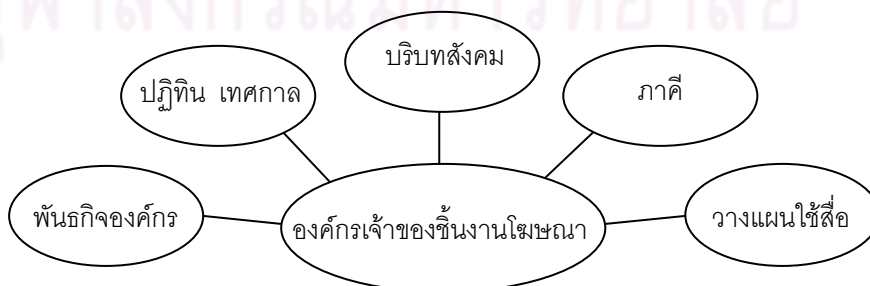 บริบทสังคม
ปฏิทิน เทศกาล
ภาคี
พันธกิจองค์กร
องค์กรเจ้าของชิ้นงานโฆษณา
วางแผนใช้สื่อ